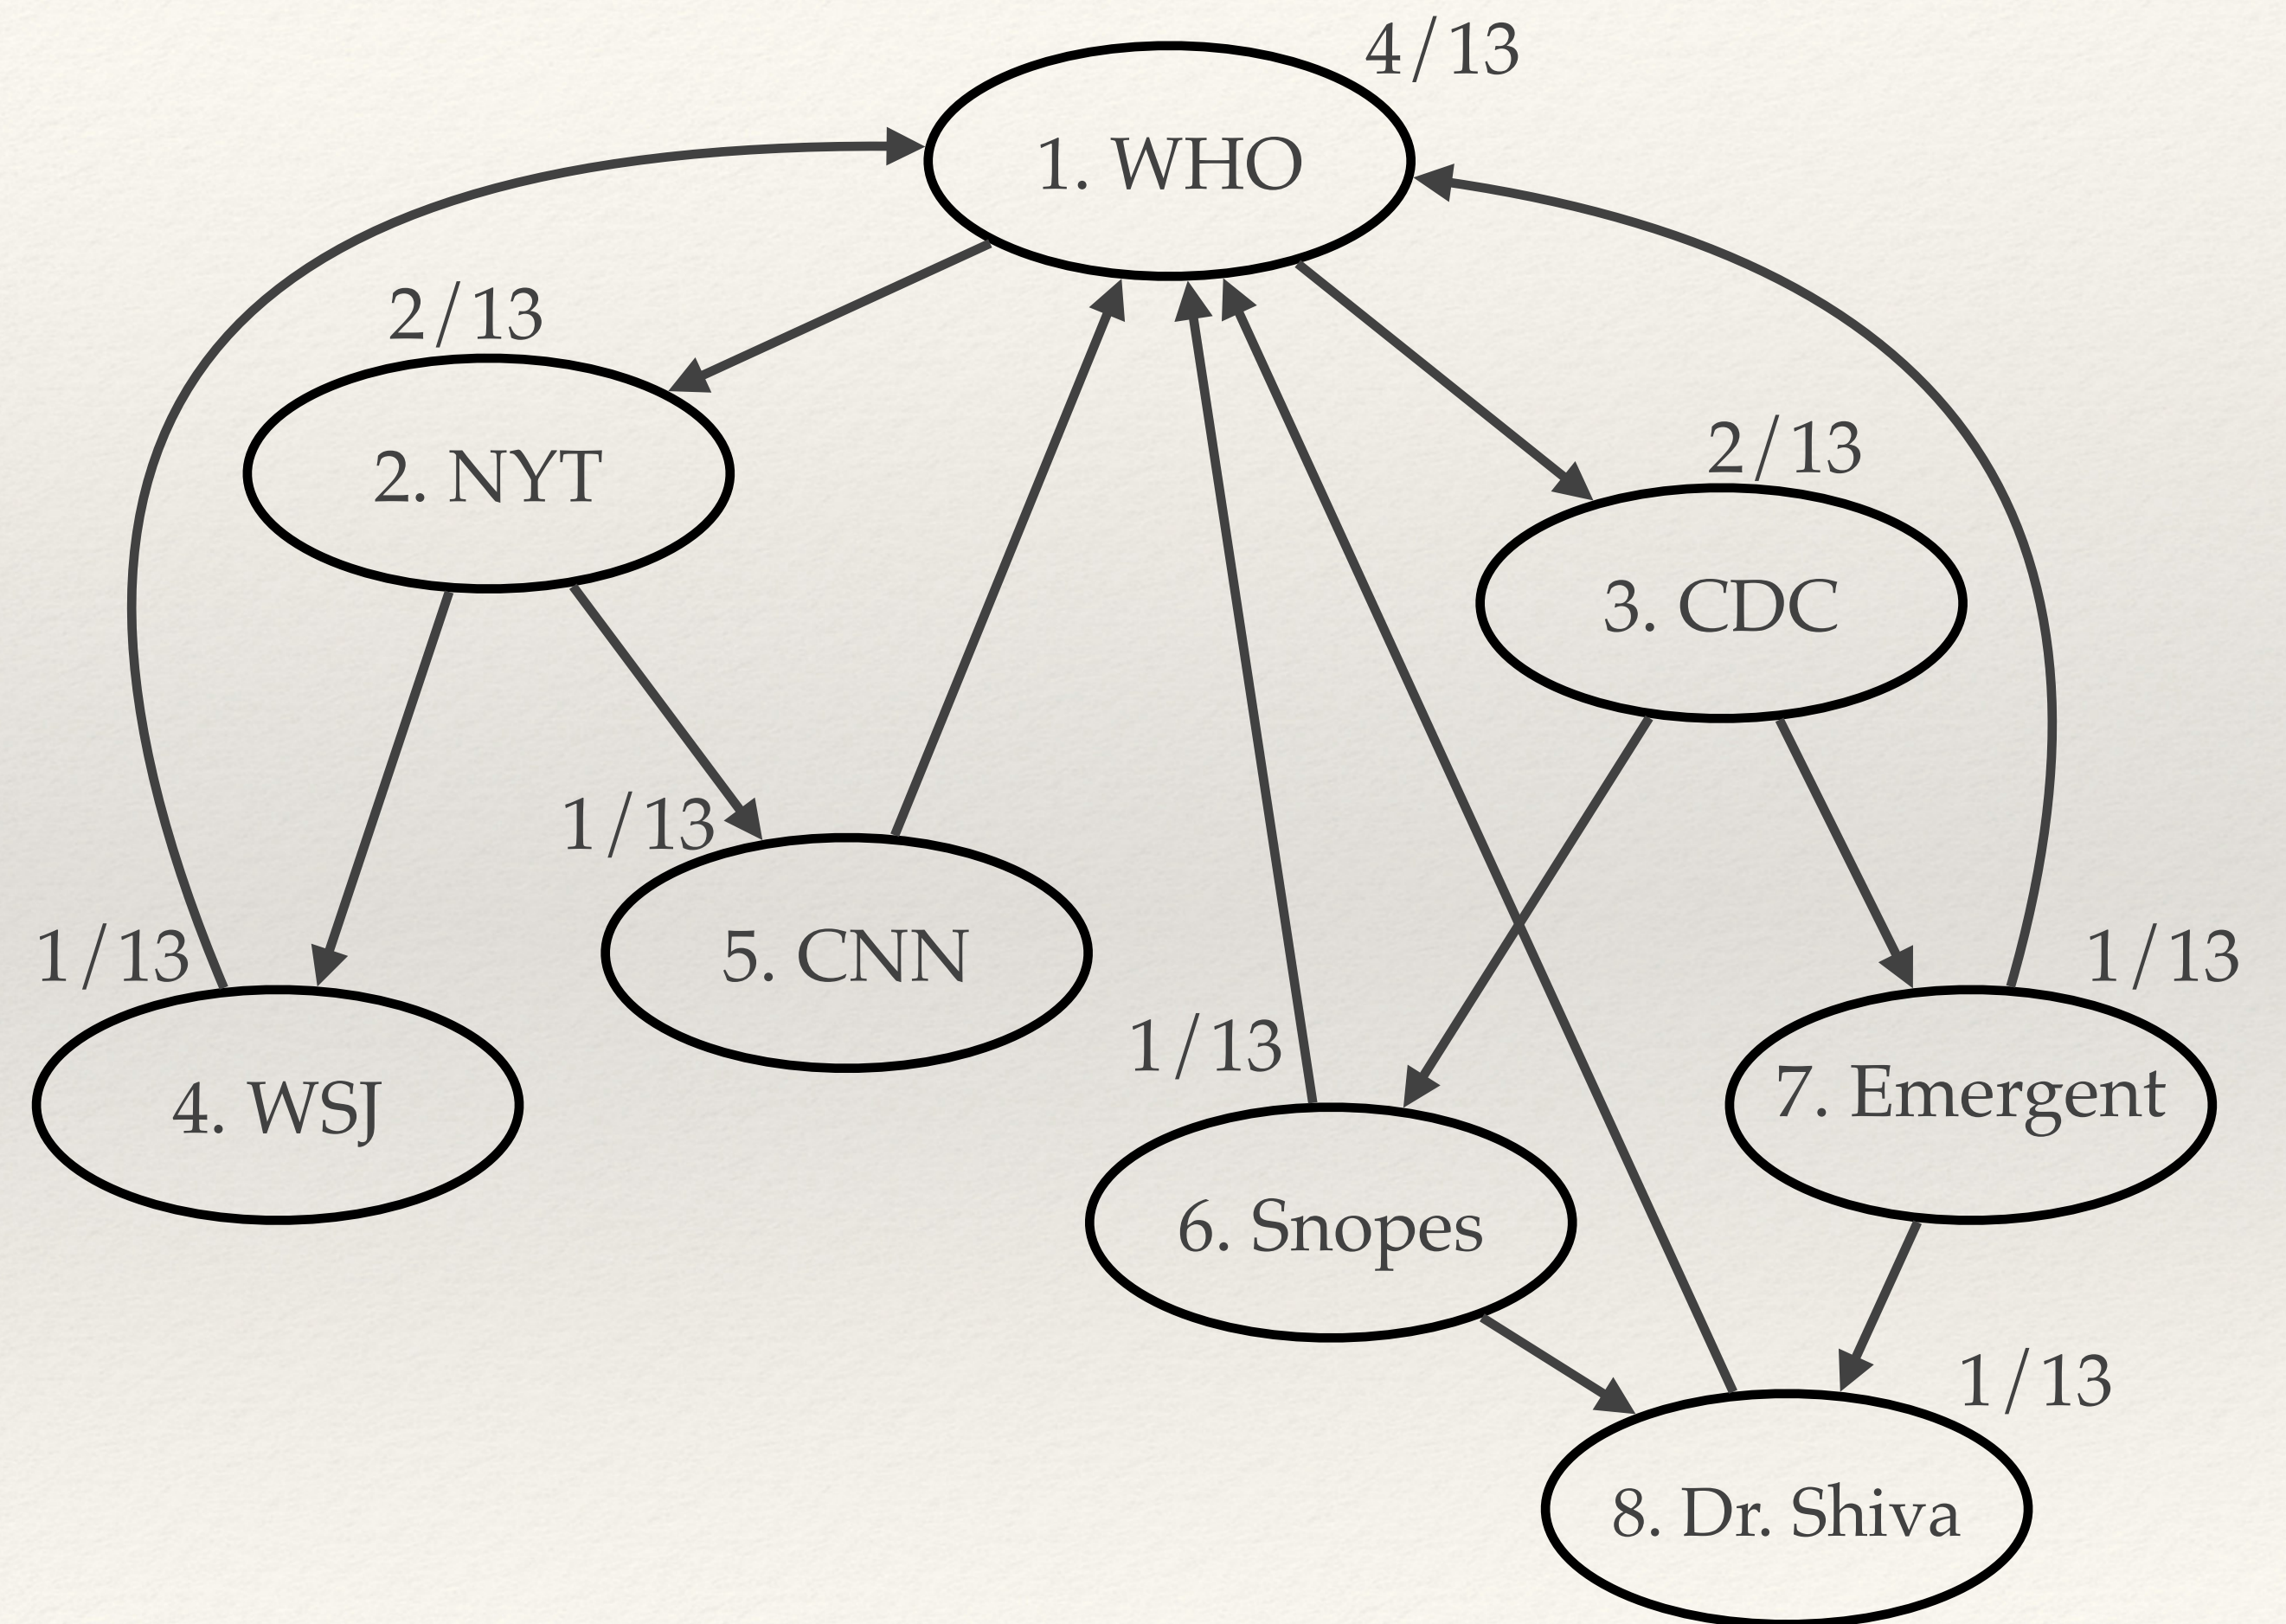 4/13
1. WHO
2/13
2. NYT
2/13
3. CDC
1/13
5. CNN
1/13
4. WSJ
1/13
6. Snopes
1/13
7. Emergent
1/13
8. Dr. Shiva